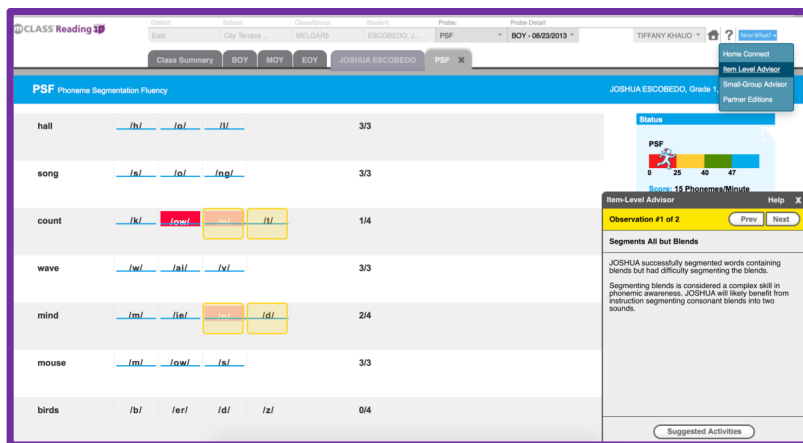 mCLASS Reading 3D
District: School: Class/Group: Student: Probe: Probe Detail:
East City Terrace ... MELGAR5 ESCOBEDO, J... PSF BOY - 08/23/2013 TIFFANY KHAUO ? Now What?
Home Connect
Item Level Advisor
Small-Group Advisor
Partner Editions
Class Summary BOY MOY EOY JOSHUA ESCOBEDO PSF X
PSF Phoneme Segmentation Fluency JOSHUA ESCOBEDO, Grade 1,
hall /h/ /o/ /l/ 3/3
song /s/ /o/ /ng/ 3/3
count /k/ /ow/ /n/ /t/ 1/4
wave /w/ /ai/ /v/ 3/3
mind /m/ /ie/ /n/ /d/ 2/4
mouse /m/ /ow/ /s/ 3/3
birds /b/ /er/ /d/ /z/ 0/4
Status
PSF
0 25 40 47
Score: 15 Phonemes/Minute
Item-Level Advisor Help X
Observation #1 of 2 Prev Next
Segments All but Blends
JOSHUA successfully segmented words containing
blends but had difficulty segmenting the blends.
Segmenting blends is considered a complex skill in
phonemic awareness. JOSHUA will likely benefit from
instruction segmenting consonant blends into two
sounds.
Suggested Activities